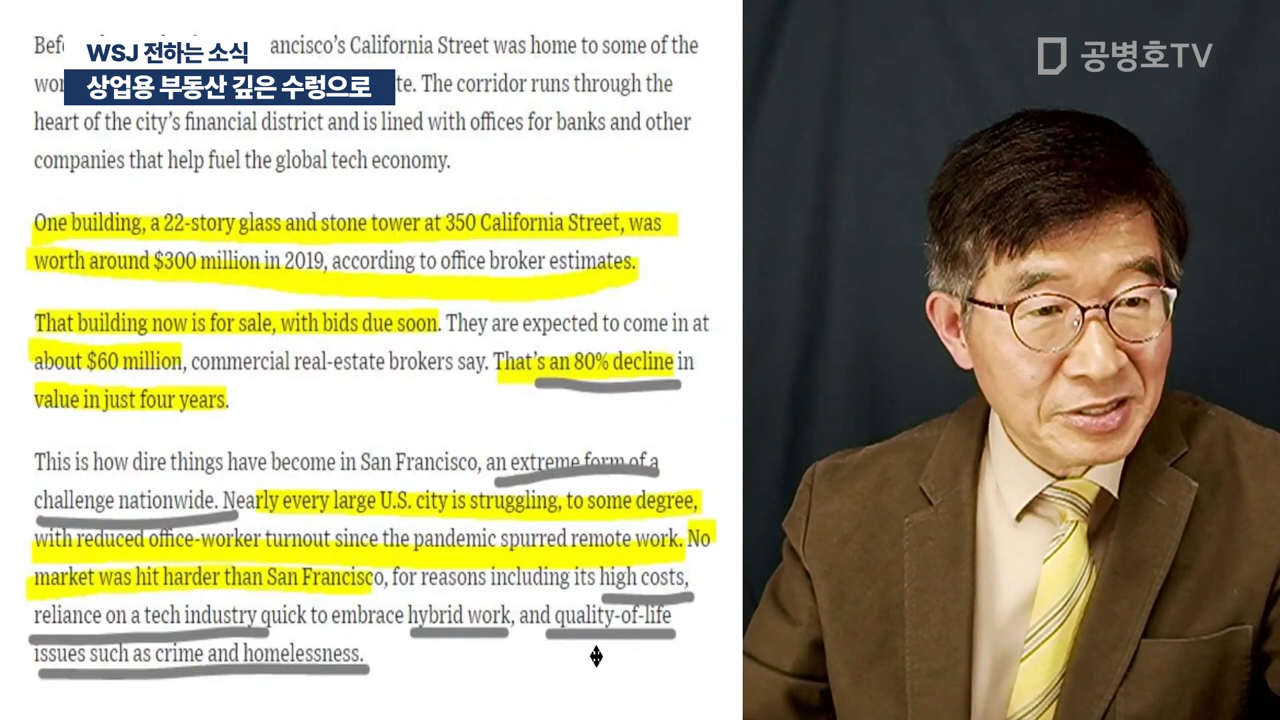 WSJ 전하는 소식
상업용 부동산 깊은 수렁으로
공병호TV
ancisco's California Street was home to some of the
te. The corridor runs through the
heart of the city's financial district and is lined with offices for banks and other
companies that help fuel the global tech economy.
One building, a 22-story glass and stone tower at 350 California Street, was
worth around $300 million in 2019, according to office broker estimates.
That building now is for sale, with bids due soon. They are expected to come in at
about $60 million, commercial real-estate brokers say. That's an 80% decline in
value in just four years.
This is how dire things have become in San Francisco, an extreme form of a
challenge nationwide. Nearly every large U.S. city is struggling, to some degree,
with reduced office-worker turnout since the pandemic spurred remote work. No
market was hit harder than San Francisco, for reasons including its high costs,
reliance on a tech industry quick to embrace hybrid work, and quality-of-life
issues such as crime and homelessness.